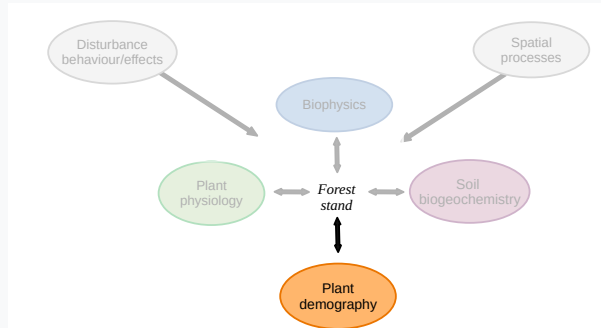 Disturbance
behaviour/effects
Spatial
processes
Biophysics
Plant
physiology
Forest
stand
Soil
biogeochemistry
Plant
demography